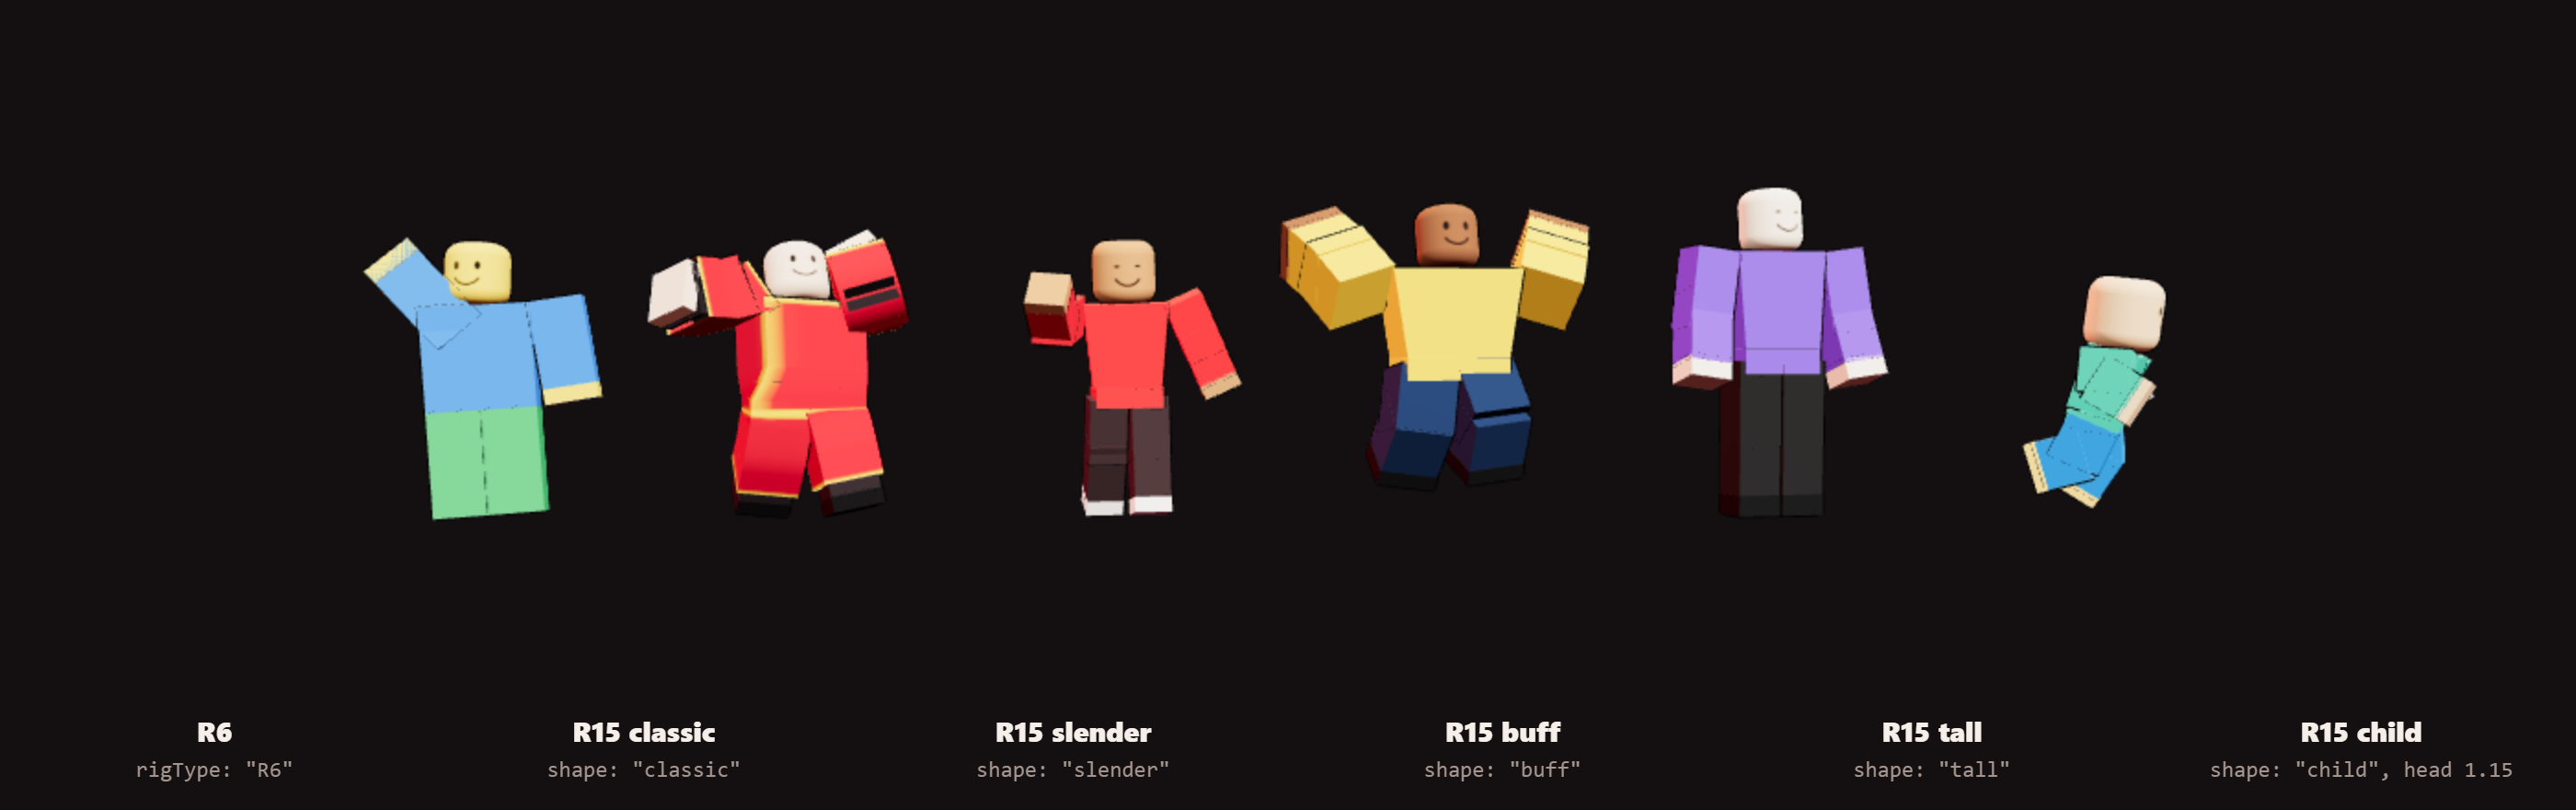 R6
rigType: "R6"
R15 classic
shape: "classic"
R15 slender
shape: "slender"
R15 buff
shape: "buff"
R15 tall
shape: "tall"
R15 child
shape: "child", head 1.15